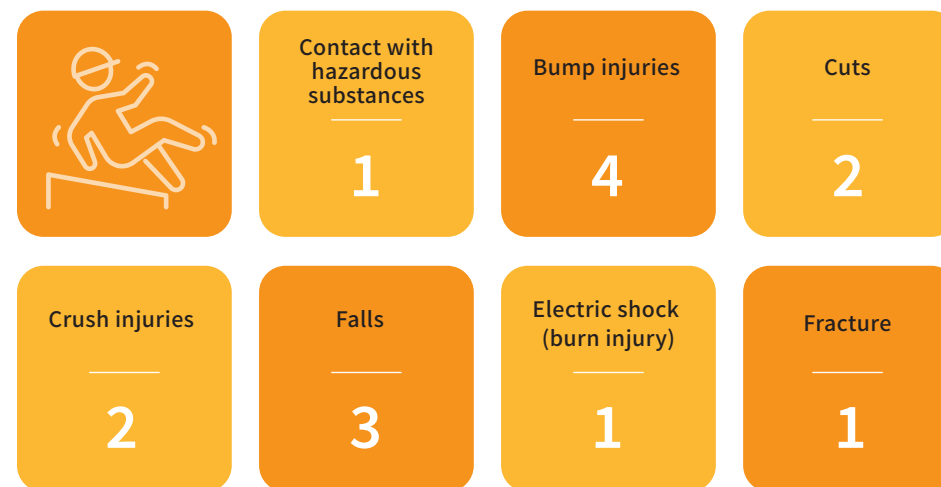 Contact with
hazardous
substances
1
Bump injuries
4
Cuts
2
Crush injuries
2
Falls
3
Electric shock
(burn injury)
1
Fracture
1